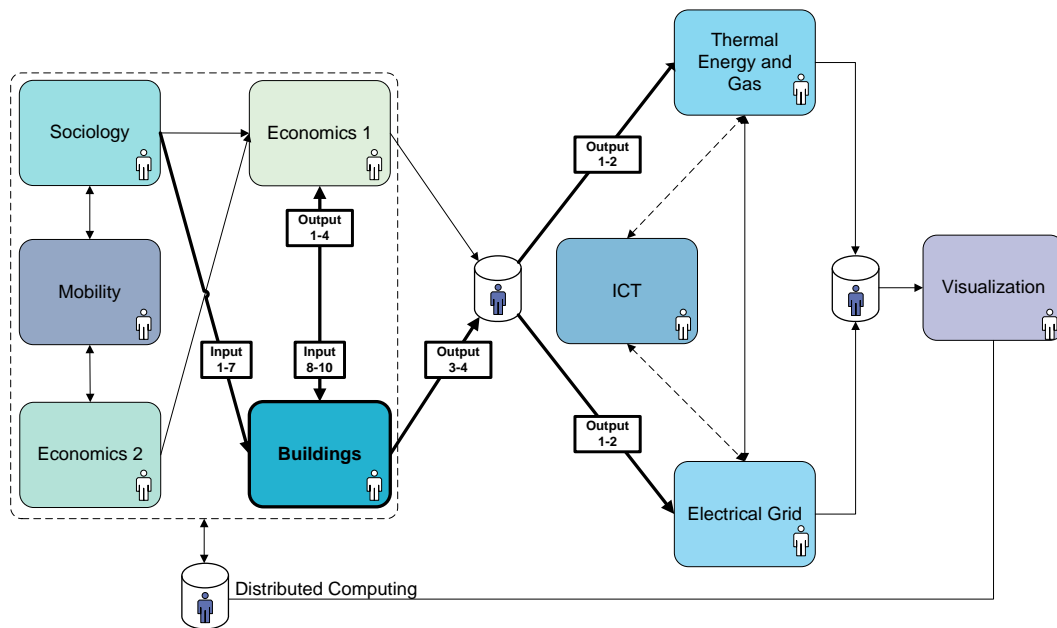 Thermal
Energy and
Gas
Sociology
Economics 1
Output
1-2
Output
1-4
Mobility
ICT
Visualization
Input
1-7
Input
8-10
Output
3-4
Output
1-2
Economics 2
Buildings
Electrical Grid
Distributed Computing